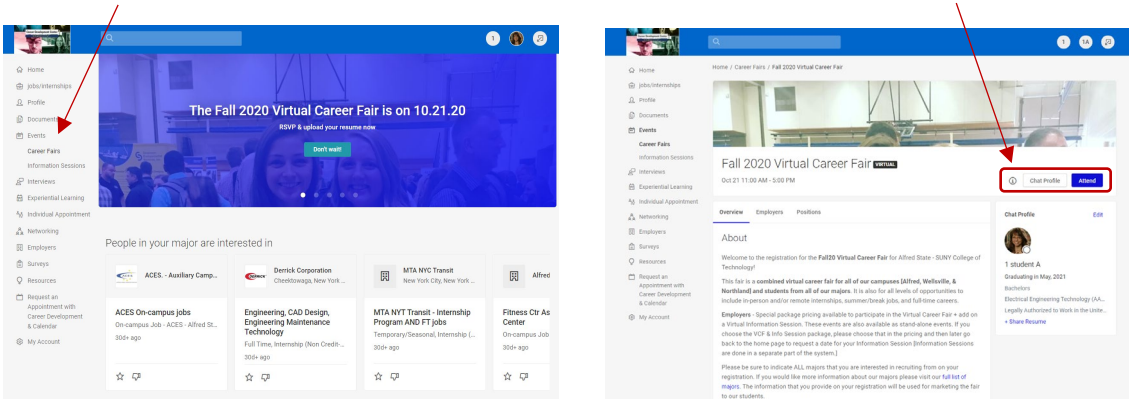 1
Home
jobs/internships
Profile
Documents
Events
Career Fairs
Information Sessions
Interviews
Experiential Learning
Individual Appointment
Networking
Employers
Surveys
Resources
Request an
Appointment with
Career Development
& Calendar
My Account
The Fall 2020 Virtual Career Fair is on 10.21.20
RSVP & upload your resume now
Don't wait!
People in your major are interested in
ACES. - Auxiliary Camp...
ACES On-campus jobs
On-campus Job - ACES - Alfred St...
30d+ ago
Derrick Corporation
Cheektowaga, New York ...
Engineering, CAD Design,
Engineering Maintenance
Technology
Full Time, Internship (Non Credit-...
30d+ ago
MTA NYC Transit
New York City, New York ...
MTA NYT Transit - Internship
Program AND FT jobs
Temporary/Seasonal, Internship (...
30d+ ago
Alfred
Fitness Ctr As
Center
On-campus Job
30d+ ago
1 1A
Home / Career Fairs / Fall 2020 Virtual Career Fair
Home
jobs/internships
Profile
Documents
Events
Career Fairs
Information Sessions
Interviews
Experiential Learning
Individual Appointment
Networking
Employers
Surveys
Resources
Request an
Appointment with
Career Development
& Calendar
My Account
Fall 2020 Virtual Career Fair VIRTUAL
Oct 21 11:00 AM - 5:00 PM
Chat Profile Attend
Overview Employers Positions
About
Welcome to the registration for the Fall20 Virtual Career Fair for Alfred State - SUNY College of
Technology!
This fair is a combined virtual career fair for all of our campuses [Alfred, Wellsville, &
Northland] and students from all of our majors. It is also for all levels of opportunities to
include in-person and/or remote internships, summer/break jobs, and full-time careers.
Employers - Special package pricing available to participate in the Virtual Career Fair + add on
a Virtual Information Session. These events are also available as stand-alone events. If you
choose the VCF & Info Session package, please choose that in the pricing and then later go
back to the home page to request a date for your Information Session [Information Sessions
are done in a separate part of the system.]
Please be sure to indicate ALL majors that you are interested in recruiting from on your
registration. If you would like more information about our majors please visit our full list of
majors. The information that you provide on your registration will be used for marketing the fair
to our students.
Chat Profile Edit
1 student A
Graduating in May, 2021
Bachelors
Electrical Engineering Technology (AA...
Legally Authorized to Work in the Unite...
+ Share Resume